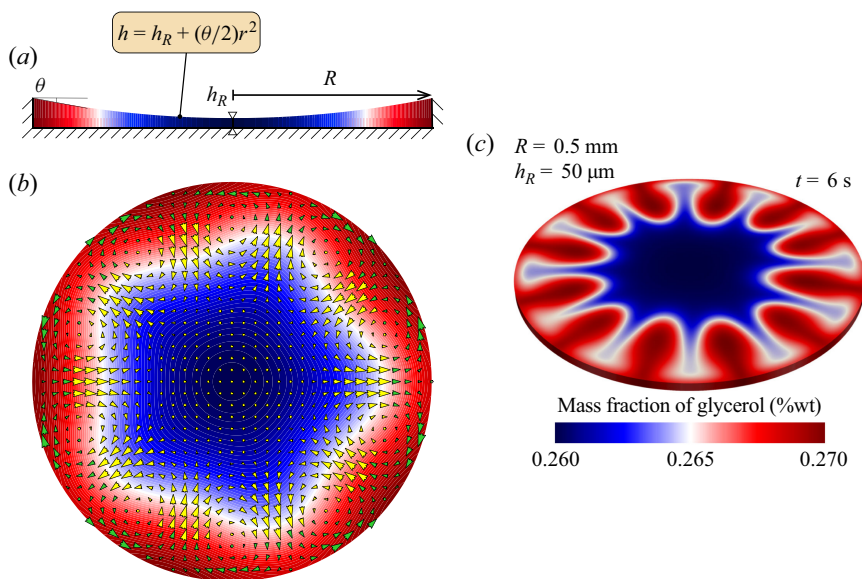 h = h_R + (θ/2)r²
(a)
θ
h_R
R
(b)
(c)
R = 0.5 mm
h_R = 50 μm
t = 6 s
Mass fraction of glycerol (%wt)
0.260 0.265 0.270